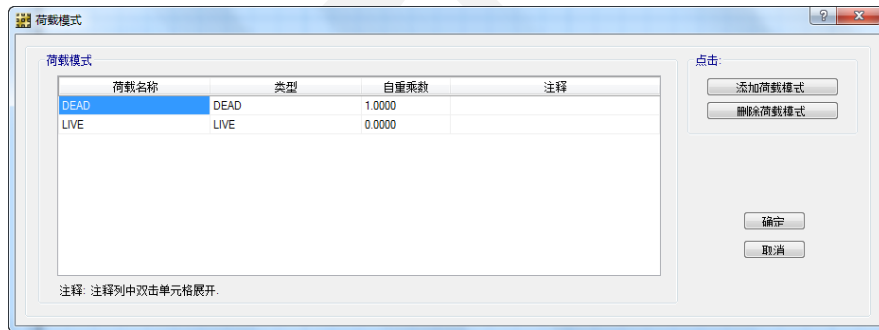 荷载模式
荷载模式
荷载名称 类型 自重乘数 注释
DEAD DEAD 1.0000
LIVE LIVE 0.0000
注释: 注释列中双击单元格展开.
点击:
添加荷载模式
删除荷载模式
确定
取消